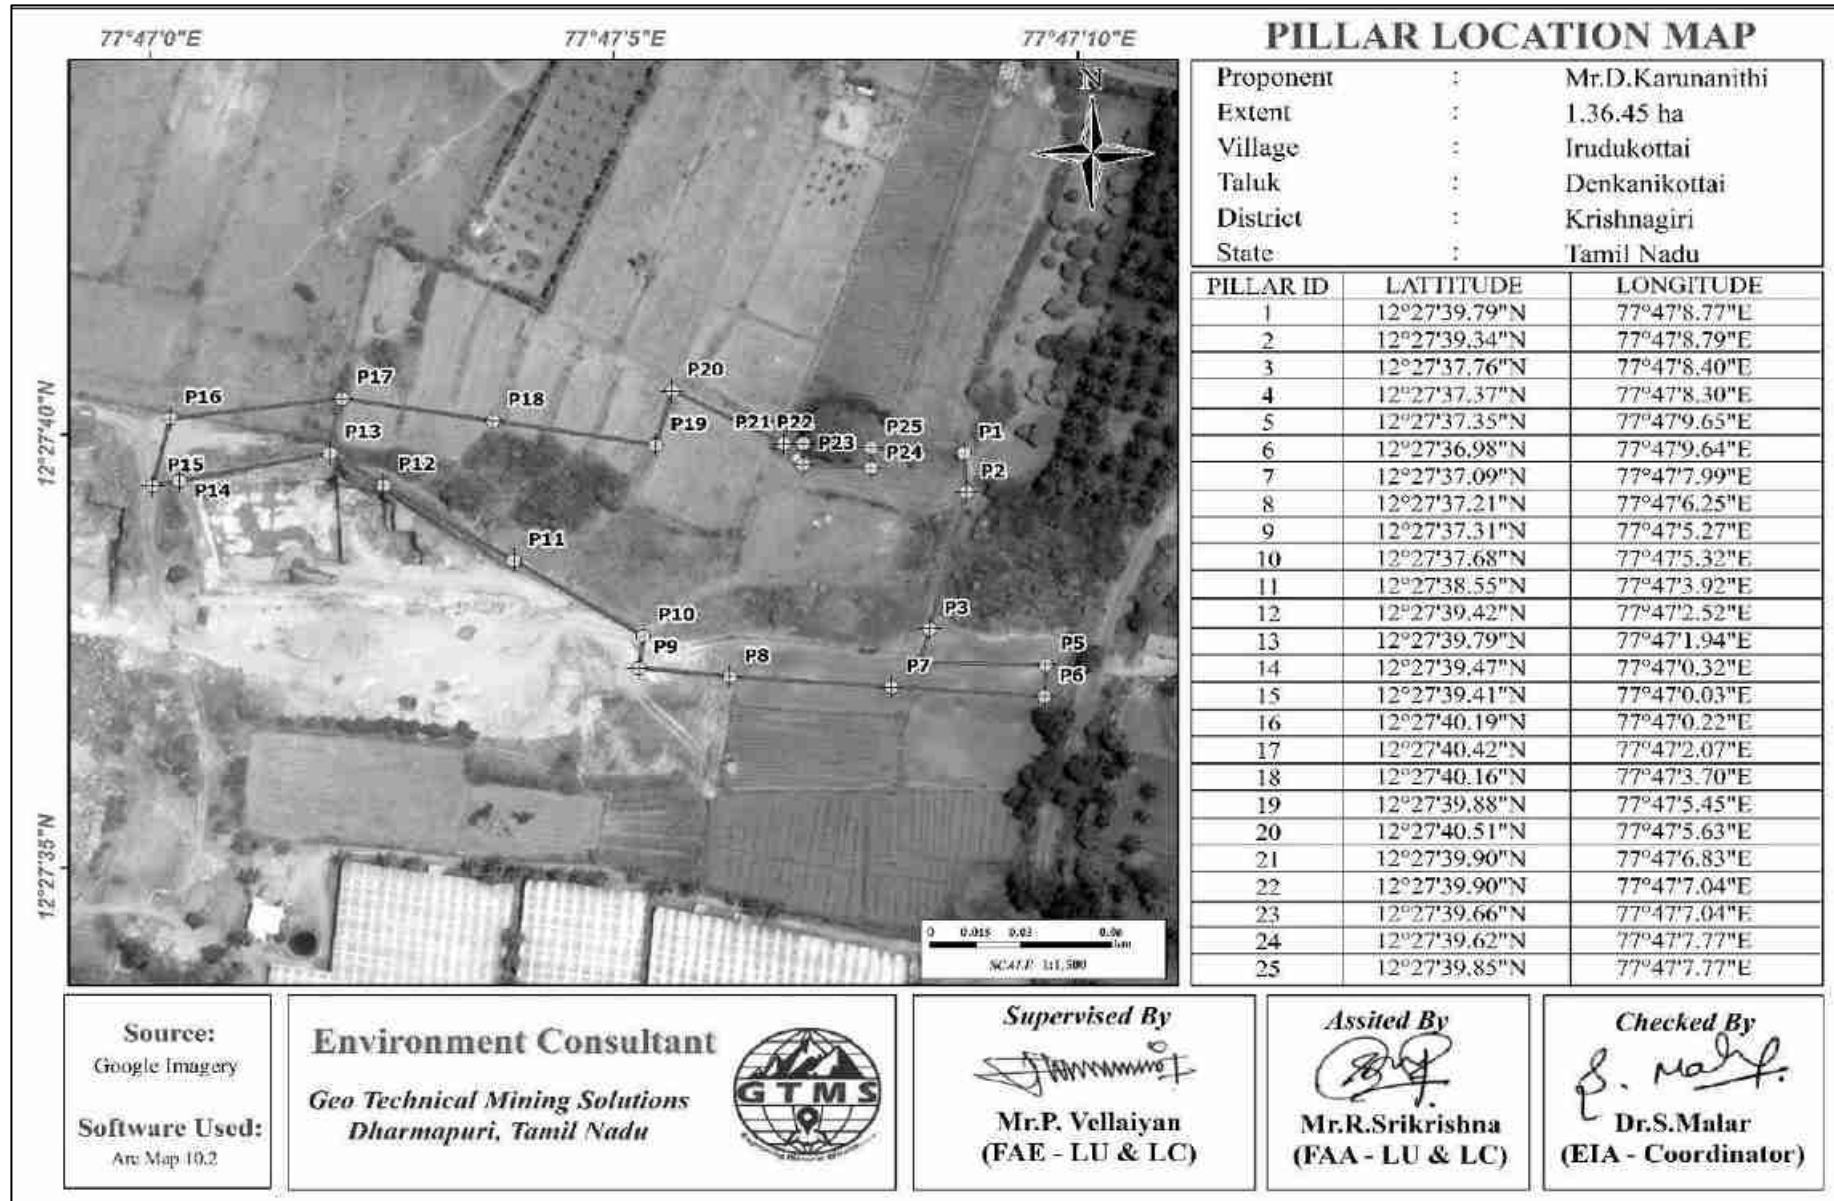 77°47'0"E 77°47'5"E 77°47'10"E
12°27'40"N
12°27'35"N
N
P20
P17
P16
P18
P19
P21 P22
P23
P25
P24
P1
P2
P13
P12
P15
P14
P11
P10
P9
P8
P3
P7
P5
P6
0 0.015 0.03 0.06
km
SCALE 1:1,500
PILLAR LOCATION MAP
Proponent : Mr.D.Karunanithi
Extent : 1.36.45 ha
Village : Irudukottai
Taluk : Denkanikottai
District : Krishnagiri
State : Tamil Nadu
PILLAR ID LATTITUDE LONGITUDE
1 12°27'39.79"N 77°47'8.77"E
2 12°27'39.34"N 77°47'8.79"E
3 12°27'37.76"N 77°47'8.40"E
4 12°27'37.37"N 77°47'8.30"E
5 12°27'37.35"N 77°47'9.65"E
6 12°27'36.98"N 77°47'9.64"E
7 12°27'37.09"N 77°47'7.99"E
8 12°27'37.21"N 77°47'6.25"E
9 12°27'37.31"N 77°47'5.27"E
10 12°27'37.68"N 77°47'5.32"E
11 12°27'38.55"N 77°47'3.92"E
12 12°27'39.42"N 77°47'2.52"E
13 12°27'39.79"N 77°47'1.94"E
14 12°27'39.47"N 77°47'0.32"E
15 12°27'39.41"N 77°47'0.03"E
16 12°27'40.19"N 77°47'0.22"E
17 12°27'40.42"N 77°47'2.07"E
18 12°27'40.16"N 77°47'3.70"E
19 12°27'39.88"N 77°47'5.45"E
20 12°27'40.51"N 77°47'5.63"E
21 12°27'39.90"N 77°47'6.83"E
22 12°27'39.90"N 77°47'7.04"E
23 12°27'39.66"N 77°47'7.04"E
24 12°27'39.62"N 77°47'7.77"E
25 12°27'39.85"N 77°47'7.77"E
Source:
Google Imagery
Software Used:
Arc Map 10.2
Environment Consultant
Geo Technical Mining Solutions
Dharmapuri, Tamil Nadu
GTMS
Supervised By
Mr.P. Vellaiyan
(FAE - LU & LC)
Assited By
Mr.R.Srikrishna
(FAA - LU & LC)
Checked By
Dr.S.Malar
(EIA - Coordinator)